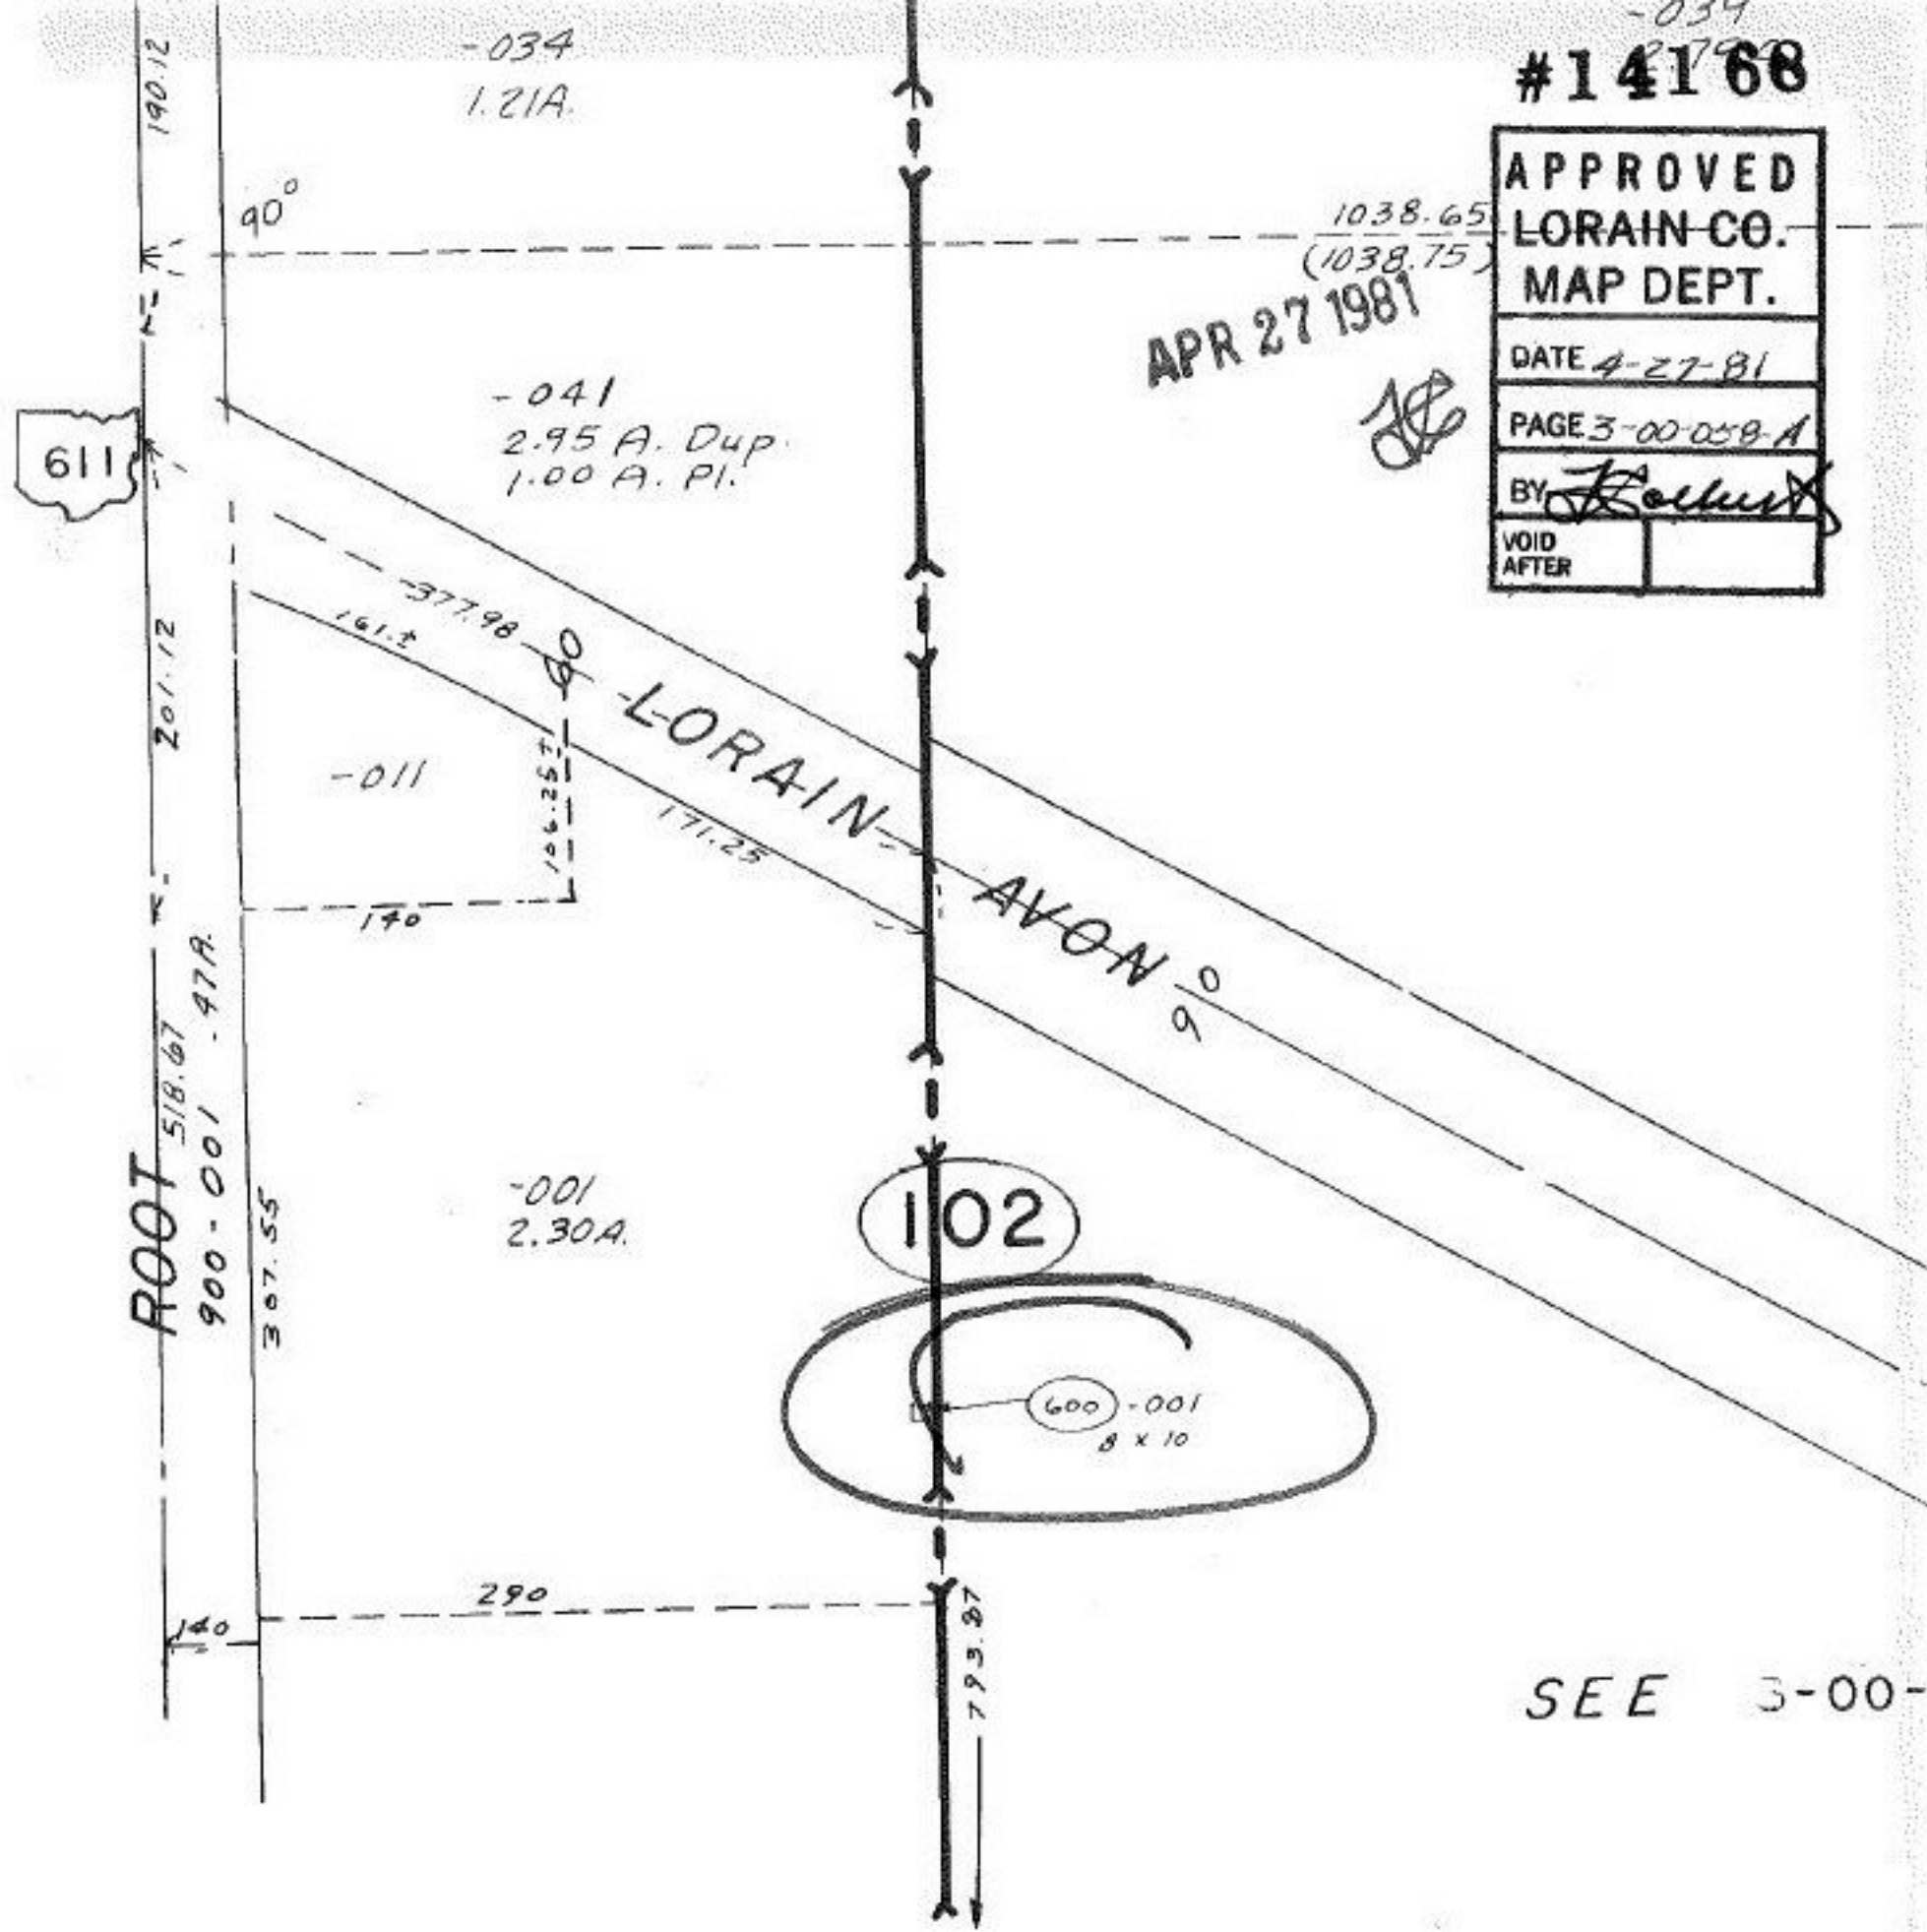 190.12
-034
1.21A.
-034
#14168
APPROVED
LORAIN CO.
MAP DEPT.
DATE 4-27-81
PAGE 3-00-058-A
BY
VOID
AFTER
90°
1038.65
(1038.75)
APR 27 1981
-041
2.95 A. Dup.
1.00 A. Pl.
611
377.98
161.±
60
LORAIN
AVON
90
201.12
-011
106.25±
171.25
140
ROOT
518.67
900-001 .47A.
307.55
-001
2.30A.
102
600 -001
8 x 10
290
140
793.87
SEE 3-00-